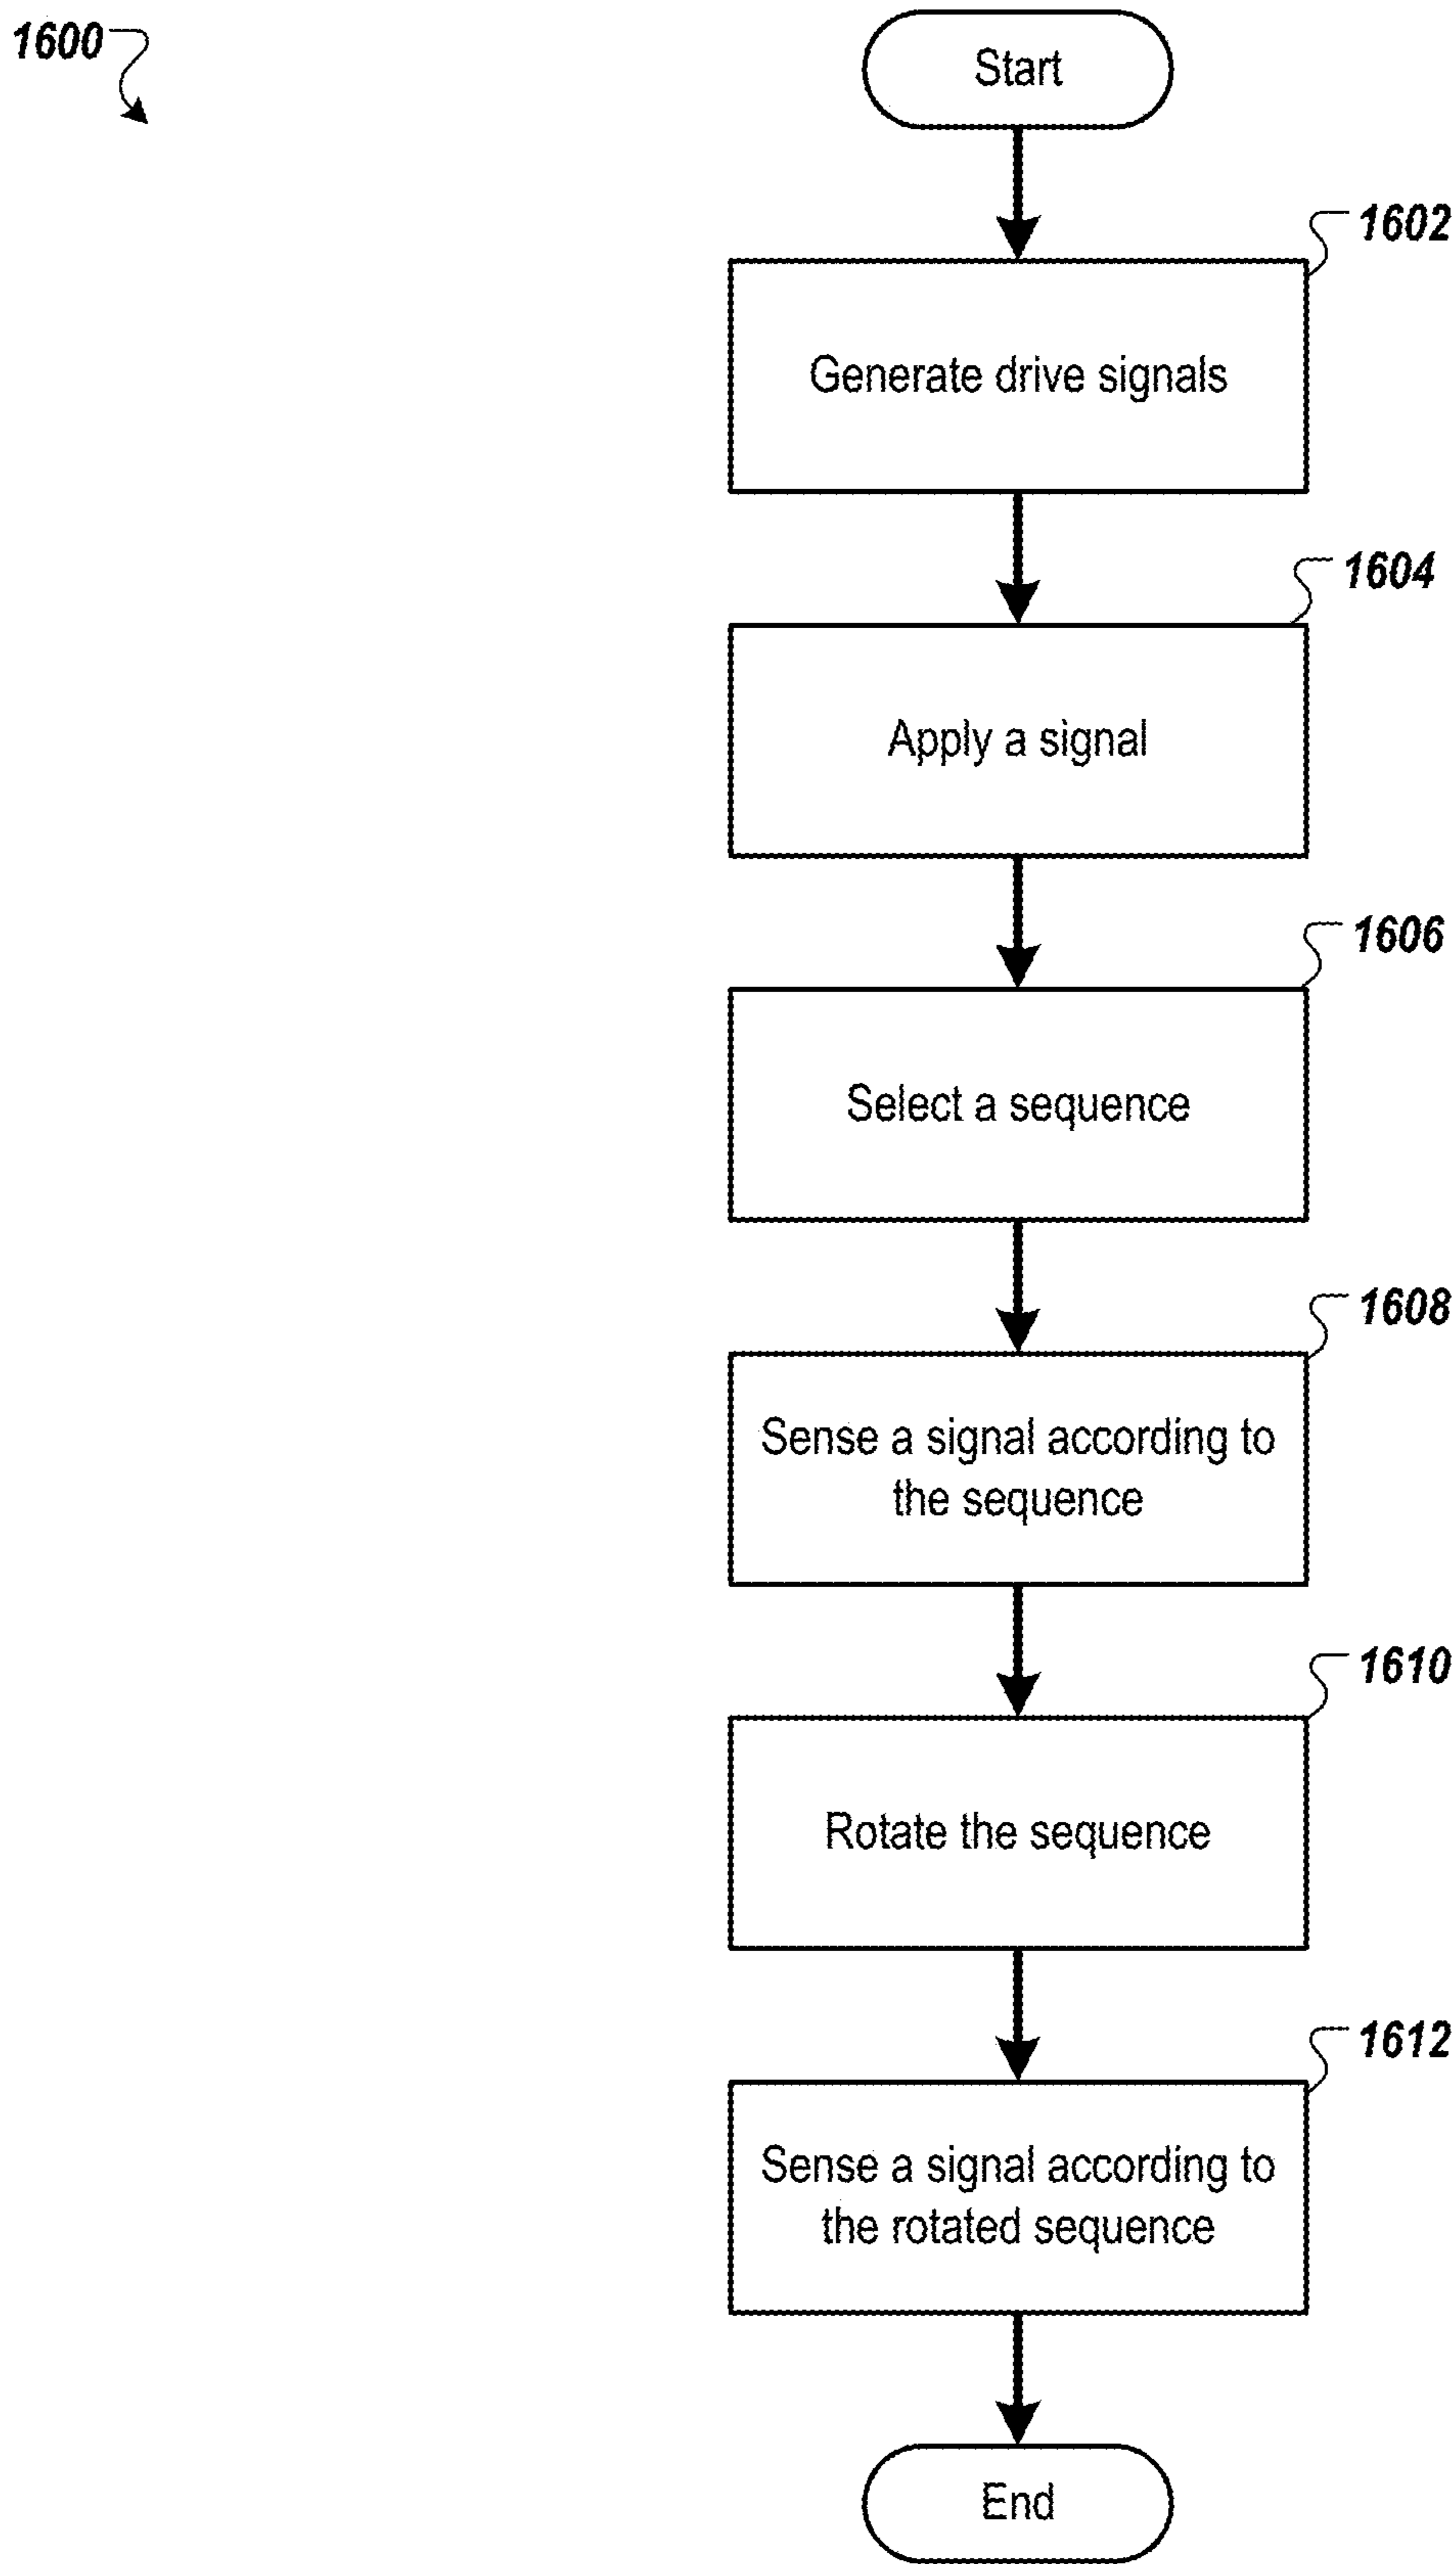 1600
Start
1602
Generate drive signals
1604
Apply a signal
1606
Select a sequence
1608
Sense a signal according to
the sequence
1610
Rotate the sequence
1612
Sense a signal according to
the rotated sequence
End